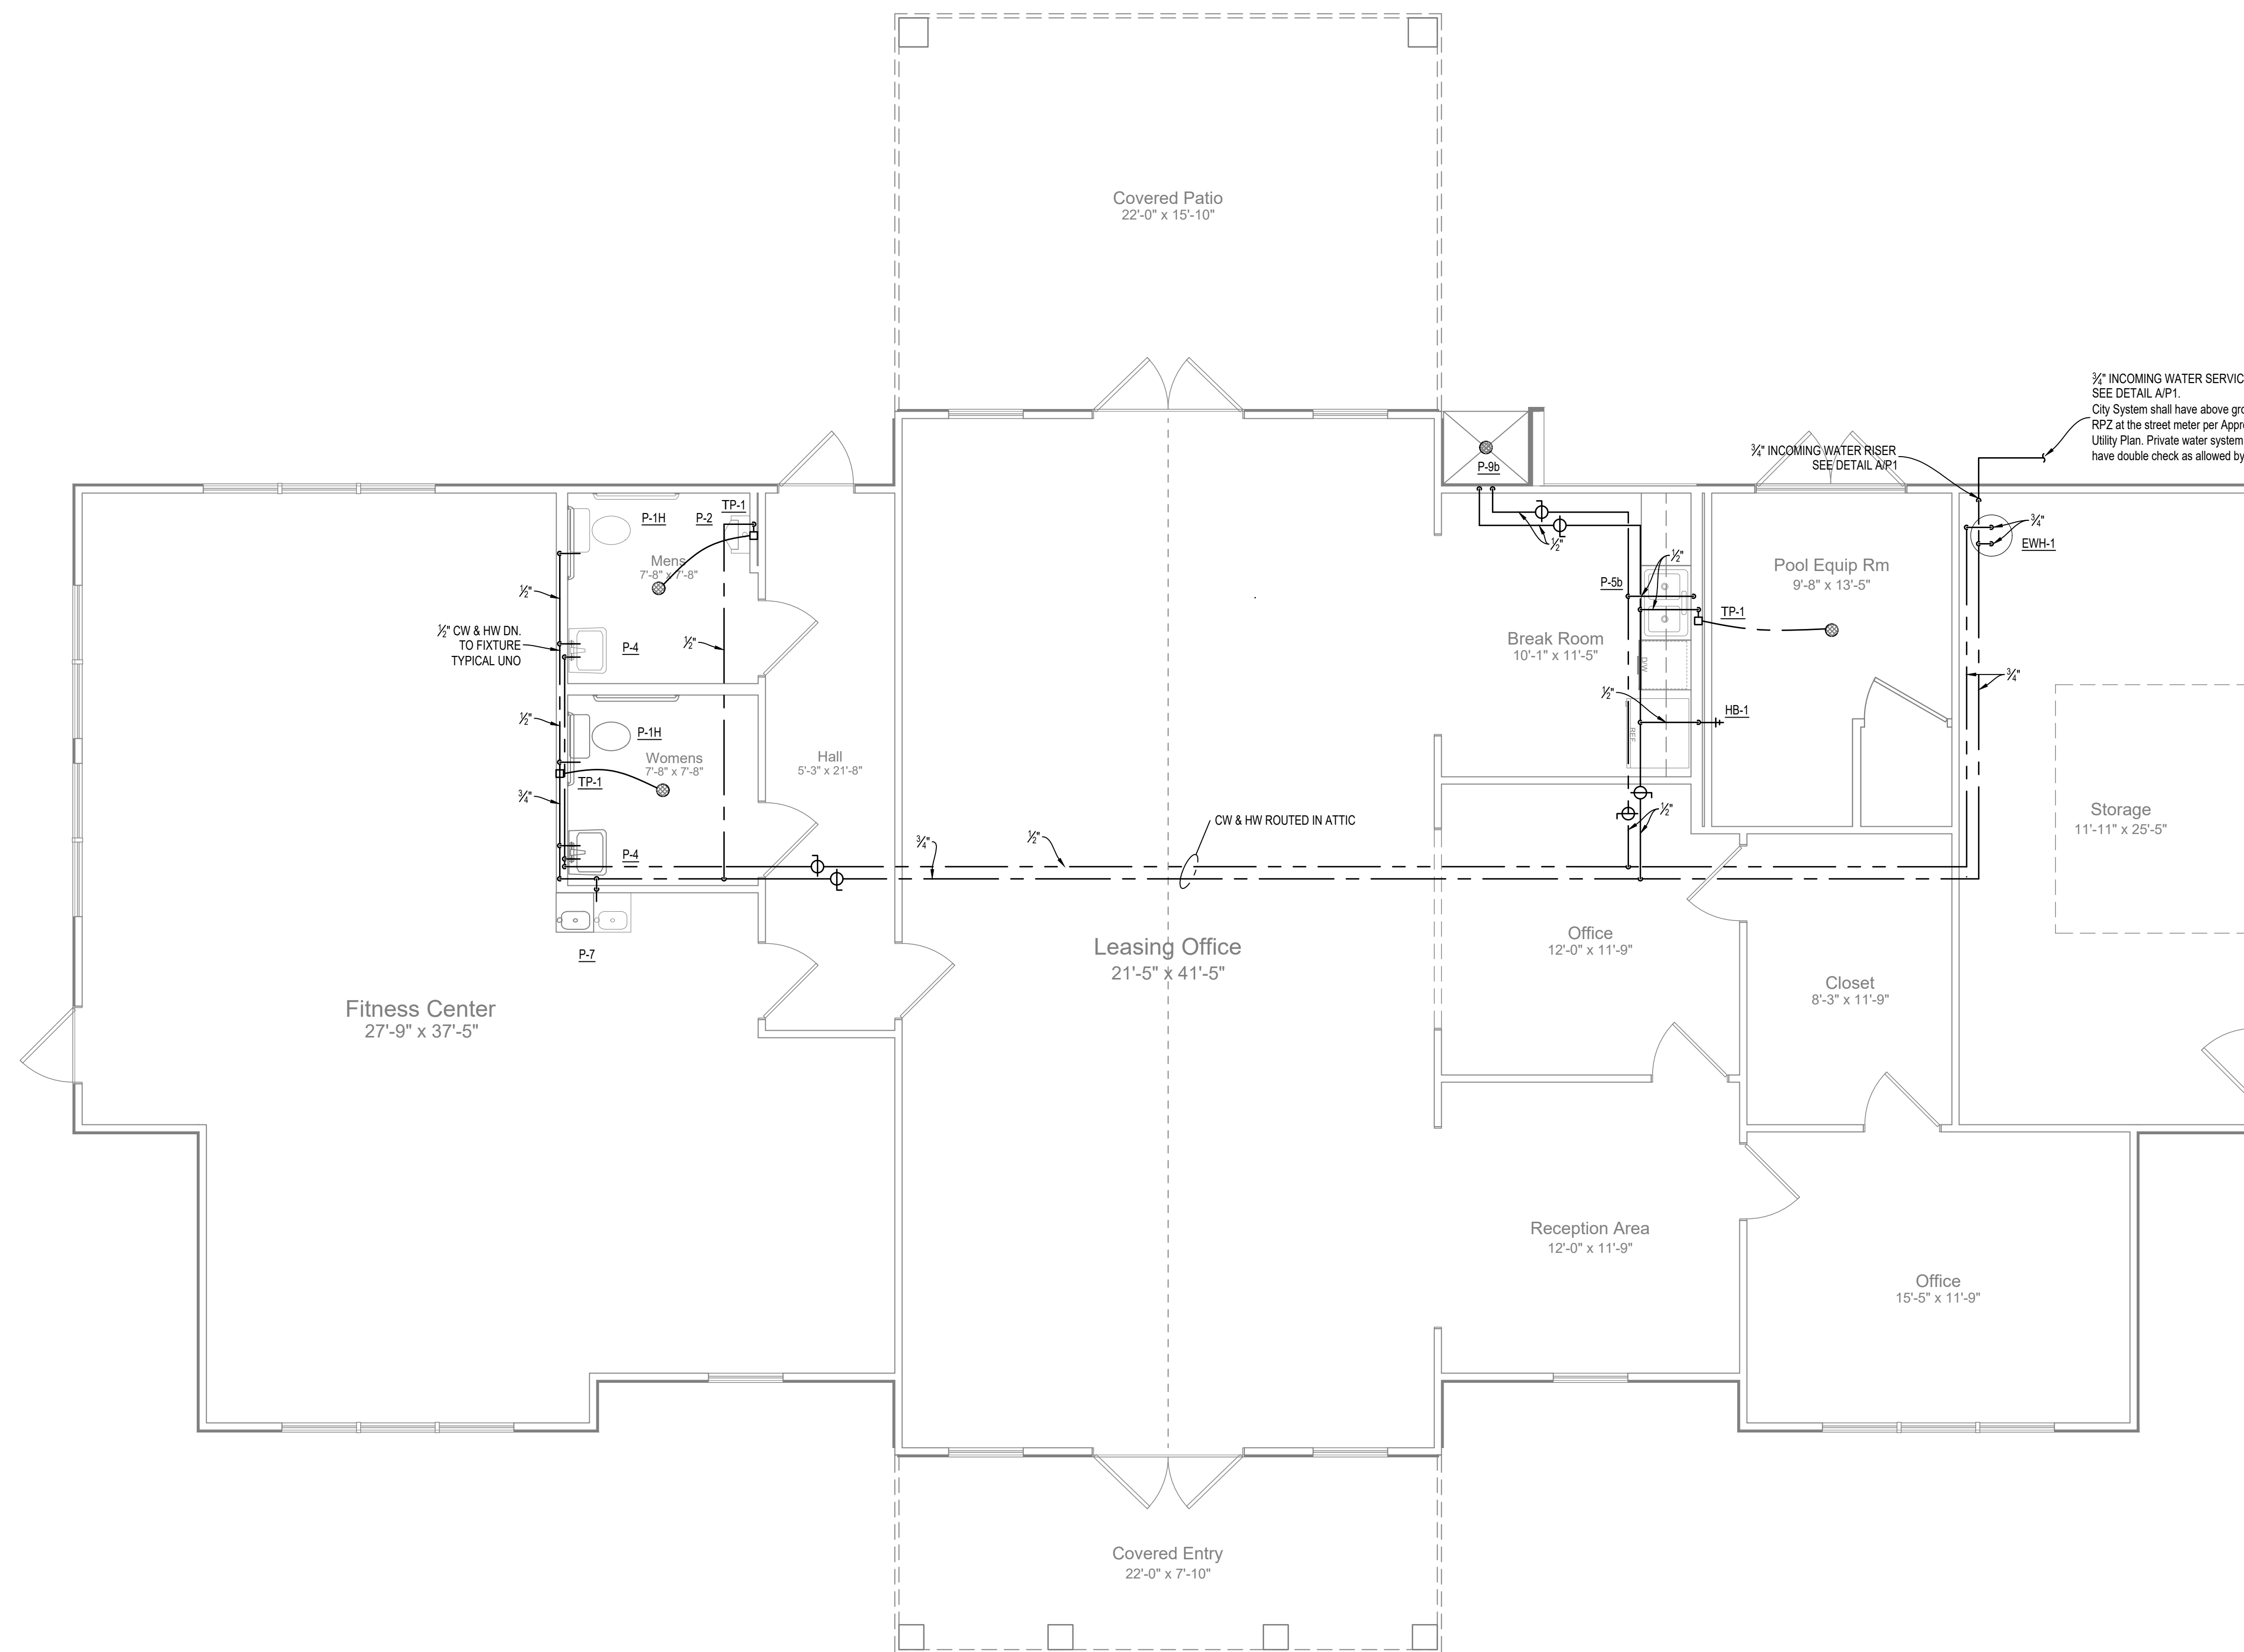 Covered Patio
22'-0" x 15'-10"
¾" INCOMING WATER SERVIC
SEE DETAIL A/P1.
City System shall have above gro
RPZ at the street meter per Appr
Utility Plan. Private water system
have double check as allowed by
¾" INCOMING WATER RISER
SEE DETAIL A/P1
P-9b
TP-1
P-1H
P-2
Mens
7'-8" x 7'-8"
½"
½" CW & HW DN.
TO FIXTURE
TYPICAL UNO
P-4
½"
½"
P-1H
Womens
7'-8" x 7'-8"
TP-1
¾"
P-4
P-7
Hall
5'-3" x 21'-8"
½"
½"
P-5b
TP-1
Break Room
10'-1" x 11'-5"
D/W
½"
REF.
HB-1
½"
Pool Equip Rm
9'-8" x 13'-5"
¾"
EWH-1
¾"
Storage
11'-11" x 25'-5"
CW & HW ROUTED IN ATTIC
¾"
½"
Leasing Office
21'-5" x 41'-5"
Office
12'-0" x 11'-9"
Closet
8'-3" x 11'-9"
Fitness Center
27'-9" x 37'-5"
Reception Area
12'-0" x 11'-9"
Office
15'-5" x 11'-9"
Covered Entry
22'-0" x 7'-10"